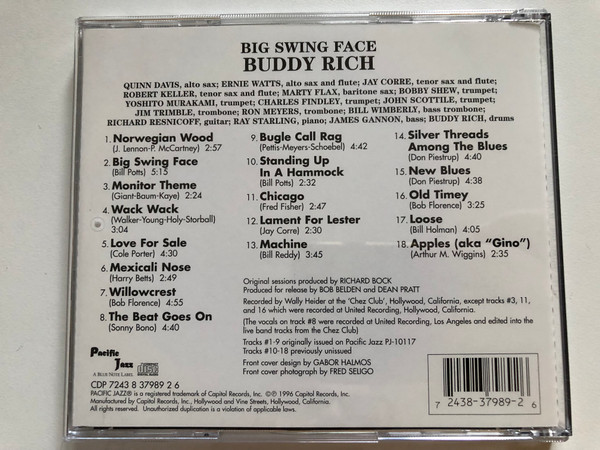 BIG SWING FACE
BUDDY RICH
QUINN DAVIS, alto sax; ERNIE WATTS, alto sax and flute; JAY CORRE, tenor sax and flute;
ROBERT KELLER, tenor sax and flute; MARTY FLAX, baritone sax; BOBBY SHEW, trumpet;
YOSHITO MURAKAMI, trumpet; CHARLES FINDLEY, trumpet; JOHN SCOTTILE, trumpet;
JIM TRIMBLE, trombone; RON MEYERS, trombone; BILL WIMBERLY, bass trombone;
RICHARD RESNICOFF, guitar; RAY STARLING, piano; JAMES GANNON, bass; BUDDY RICH, drums
1. Norwegian Wood
(J. Lennon-P. McCartney) 2:57
2. Big Swing Face
(Bill Potts) 5:15
3. Monitor Theme
(Giant-Baum-Kaye) 2:24
4. Wack Wack
(Walker-Young-Holy-Storball)
3:04
5. Love For Sale
(Cole Porter) 4:30
6. Mexicali Nose
(Harry Betts) 2:49
7. Willowcrest
(Bob Florence) 4:55
8. The Beat Goes On
(Sonny Bono) 4:40
9. Bugle Call Rag
(Pettis-Meyers-Schoebel) 4:42
10. Standing Up
In A Hammock
(Bill Potts) 2:32
11. Chicago
(Fred Fisher) 2:47
12. Lament For Lester
(Jay Corre) 2:30
13. Machine
(Bill Reddy) 3:45
14. Silver Threads
Among The Blues
(Don Piestrup) 4:40
15. New Blues
(Don Piestrup) 4:38
16. Old Timey
(Bob Florence) 3:25
17. Loose
(Bill Holman) 4:05
18. Apples (aka “Gino”)
(Arthur M. Wiggins) 2:35
Original sessions produced by RICHARD BOCK
Produced for release by BOB BELDEN and DEAN PRATT
Recorded by Wally Heider at the 'Chez Club', Hollywood, California, except tracks #3, 11,
and 16 which were recorded at United Recording, Hollywood, California.
(The vocals on track #8 were recorded at United Recording, Los Angeles and edited into the
live band tracks from the Chez Club)
Tracks #1-9 originally issued on Pacific Jazz PJ-10117
Tracks #10-18 previously unissued
Front cover design by GABOR HALMOS
Front cover photograph by FRED SELIGO
Pacific
Jazz
A BLUE NOTE LABEL
COMPACT
disc
DIGITAL AUDIO
CDP 7243 8 37989 2 6
PACIFIC JAZZ® is a registered trademark of Capitol Records, Inc. ©℗ 1996 Capitol Records, Inc.
Manufactured by Capitol Records, Inc., Hollywood and Vine Streets, Hollywood, California.
All rights reserved. Unauthorized duplication is a violation of applicable laws.
7 2438-37989-2 6